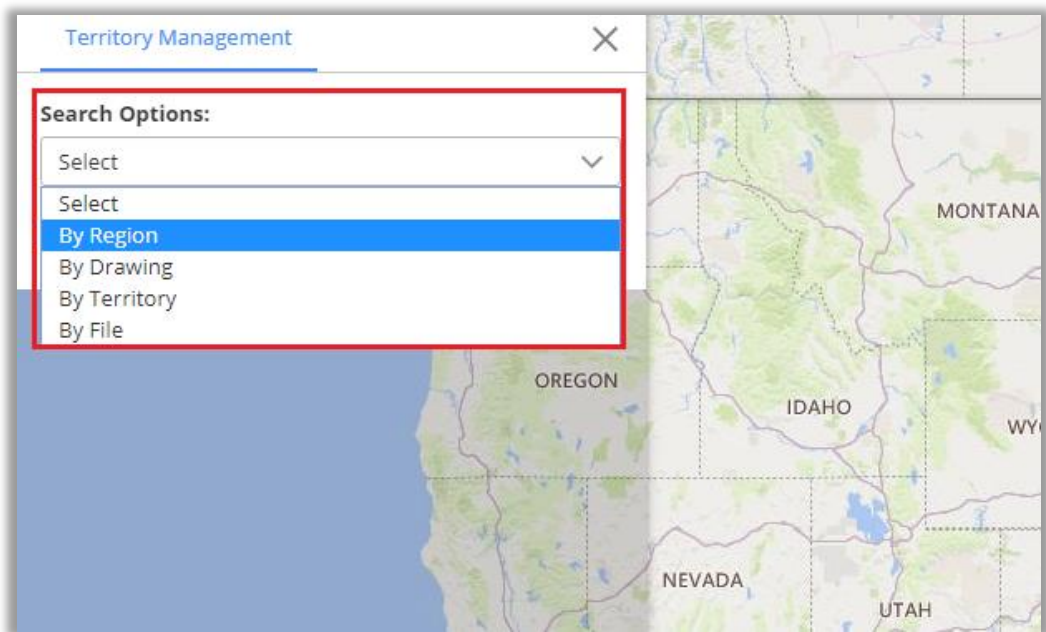 Territory Management
Search Options:
Select
Select
By Region
By Drawing
By Territory
By File
MONTANA
OREGON
IDAHO
WY
NEVADA
UTAH